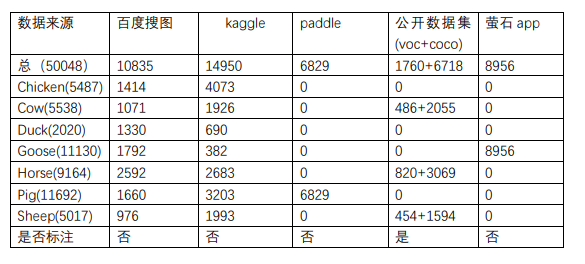 数据来源 百度搜图 kaggle paddle 公开数据集 萤石 app
(voc+coco)
总（50048) 10835 14950 6829 1760+6718 8956
Chicken(5487) 1414 4073 0 0 0
Cow(5538) 1071 1926 0 486+2055 0
Duck(2020) 1330 690 0 0 0
Goose(11130) 1792 382 0 0 8956
Horse(9164) 2592 2683 0 820+3069 0
Pig(11692) 1660 3203 6829 0 0
Sheep(5017) 976 1993 0 454+1594 0
是否标注 否 否 否 是 否